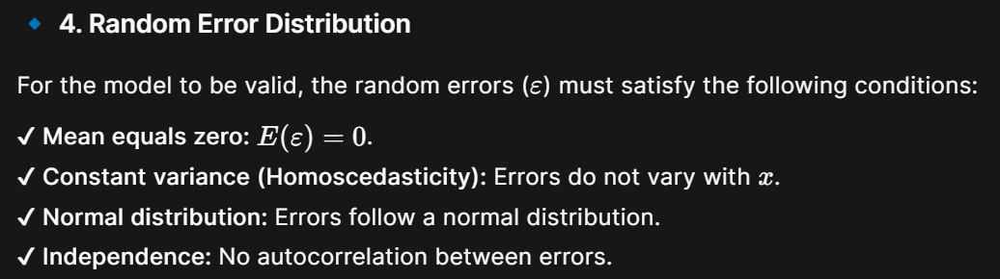 🔹 4. Random Error Distribution
For the model to be valid, the random errors (ε) must satisfy the following conditions:
✔ Mean equals zero: E(ε) = 0.
✔ Constant variance (Homoscedasticity): Errors do not vary with x.
✔ Normal distribution: Errors follow a normal distribution.
✔ Independence: No autocorrelation between errors.